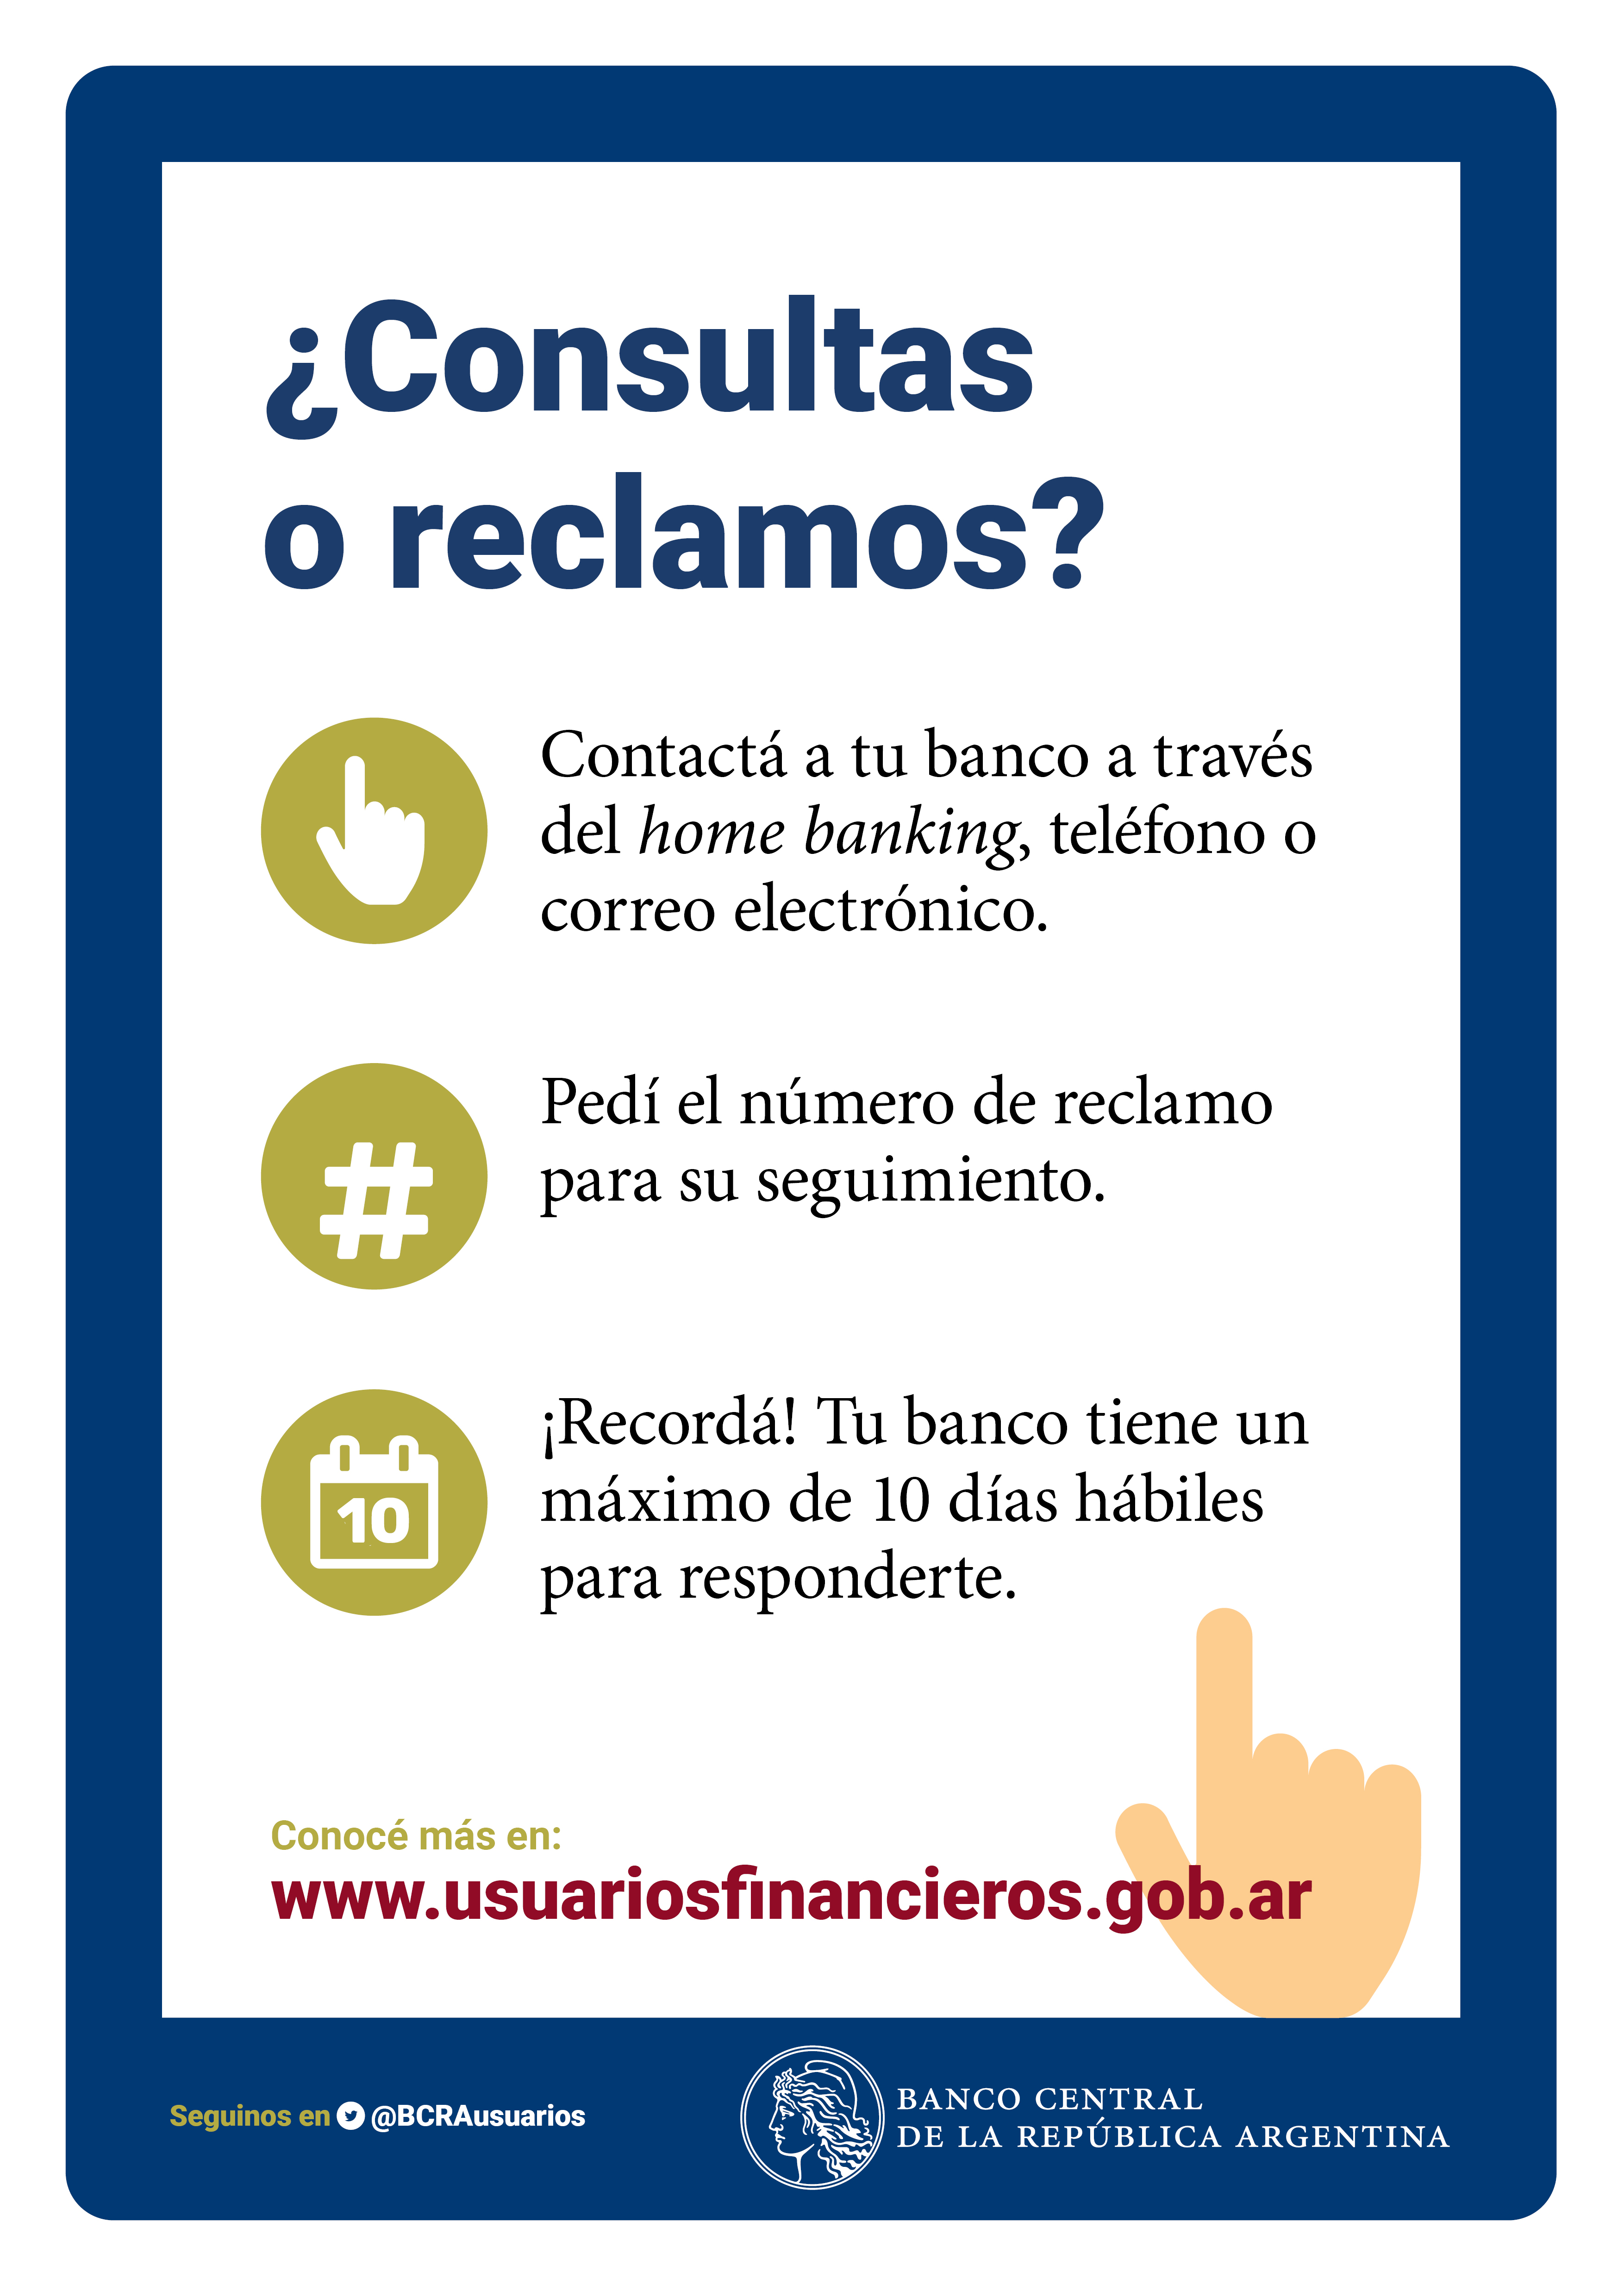 ¿Consultas
o reclamos?
Contactá a tu banco a través
del home banking, teléfono o
correo electrónico.
#
Pedí el número de reclamo
para su seguimiento.
10
¡Recordá! Tu banco tiene un
máximo de 10 días hábiles
para responderte.
Conocé más en:
www.usuariosfinancieros.gob.ar
Seguinos en @BCRAusuarios
BANCO CENTRAL
DE LA REPÚBLICA ARGENTINA